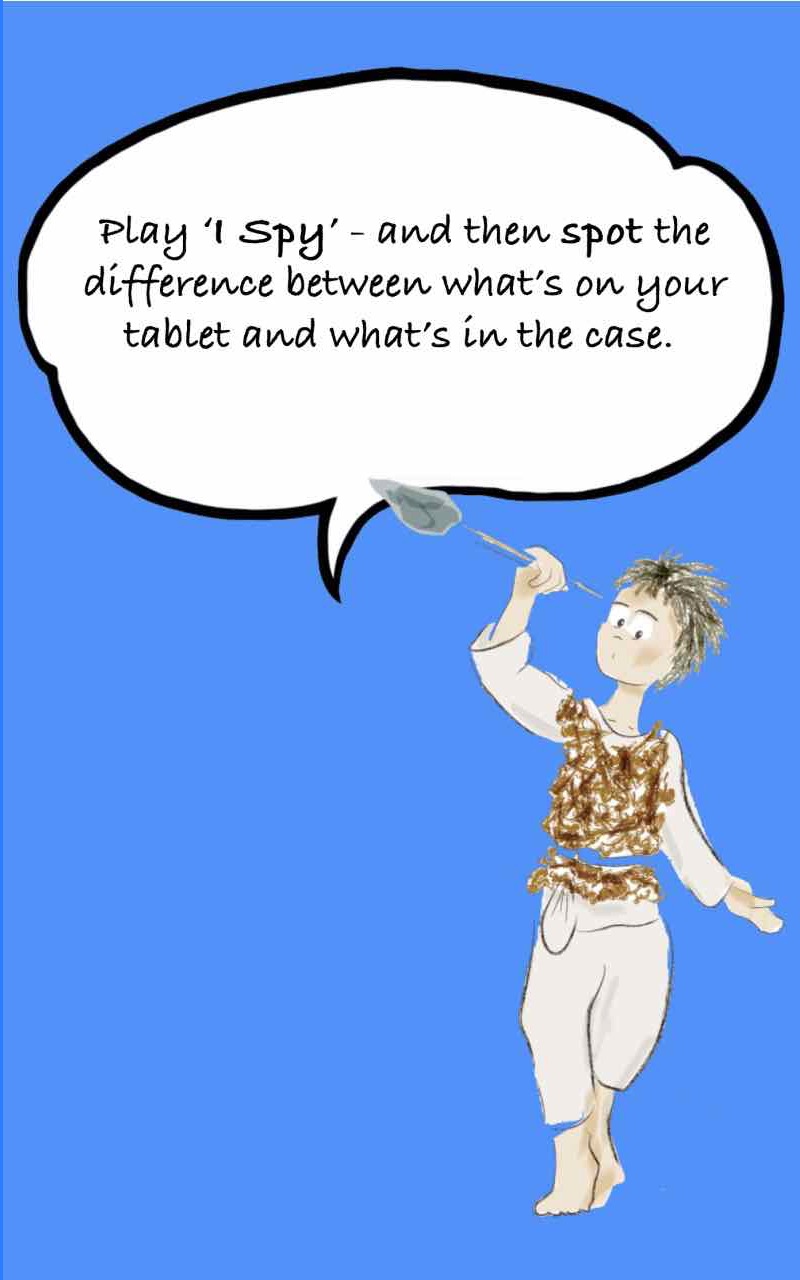 Play ‘I Spy’ - and then spot the
difference between what’s on your
tablet and what’s in the case.